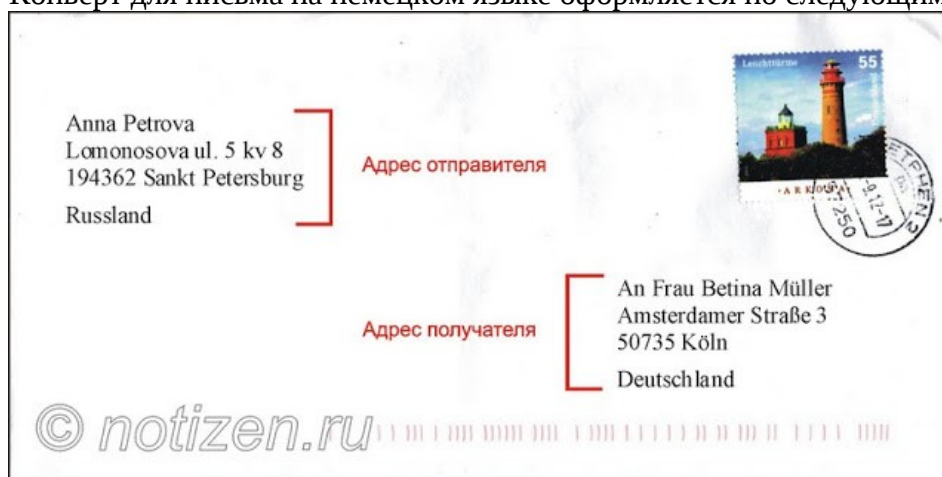 Конверт для письма на немецком языке оформляется по следующим
Leuchttürme 55
Anna Petrova
Lomonosova ul. 5 kv 8
194362 Sankt Petersburg
Russland
Адрес отправителя
An Frau Betina Müller
Amsterdamer Straße 3
50735 Köln
Deutschland
Адрес получателя
© notizen.ru